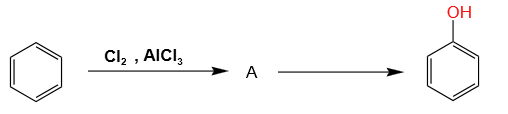 OH
Cl₂ , AlCl₃
A